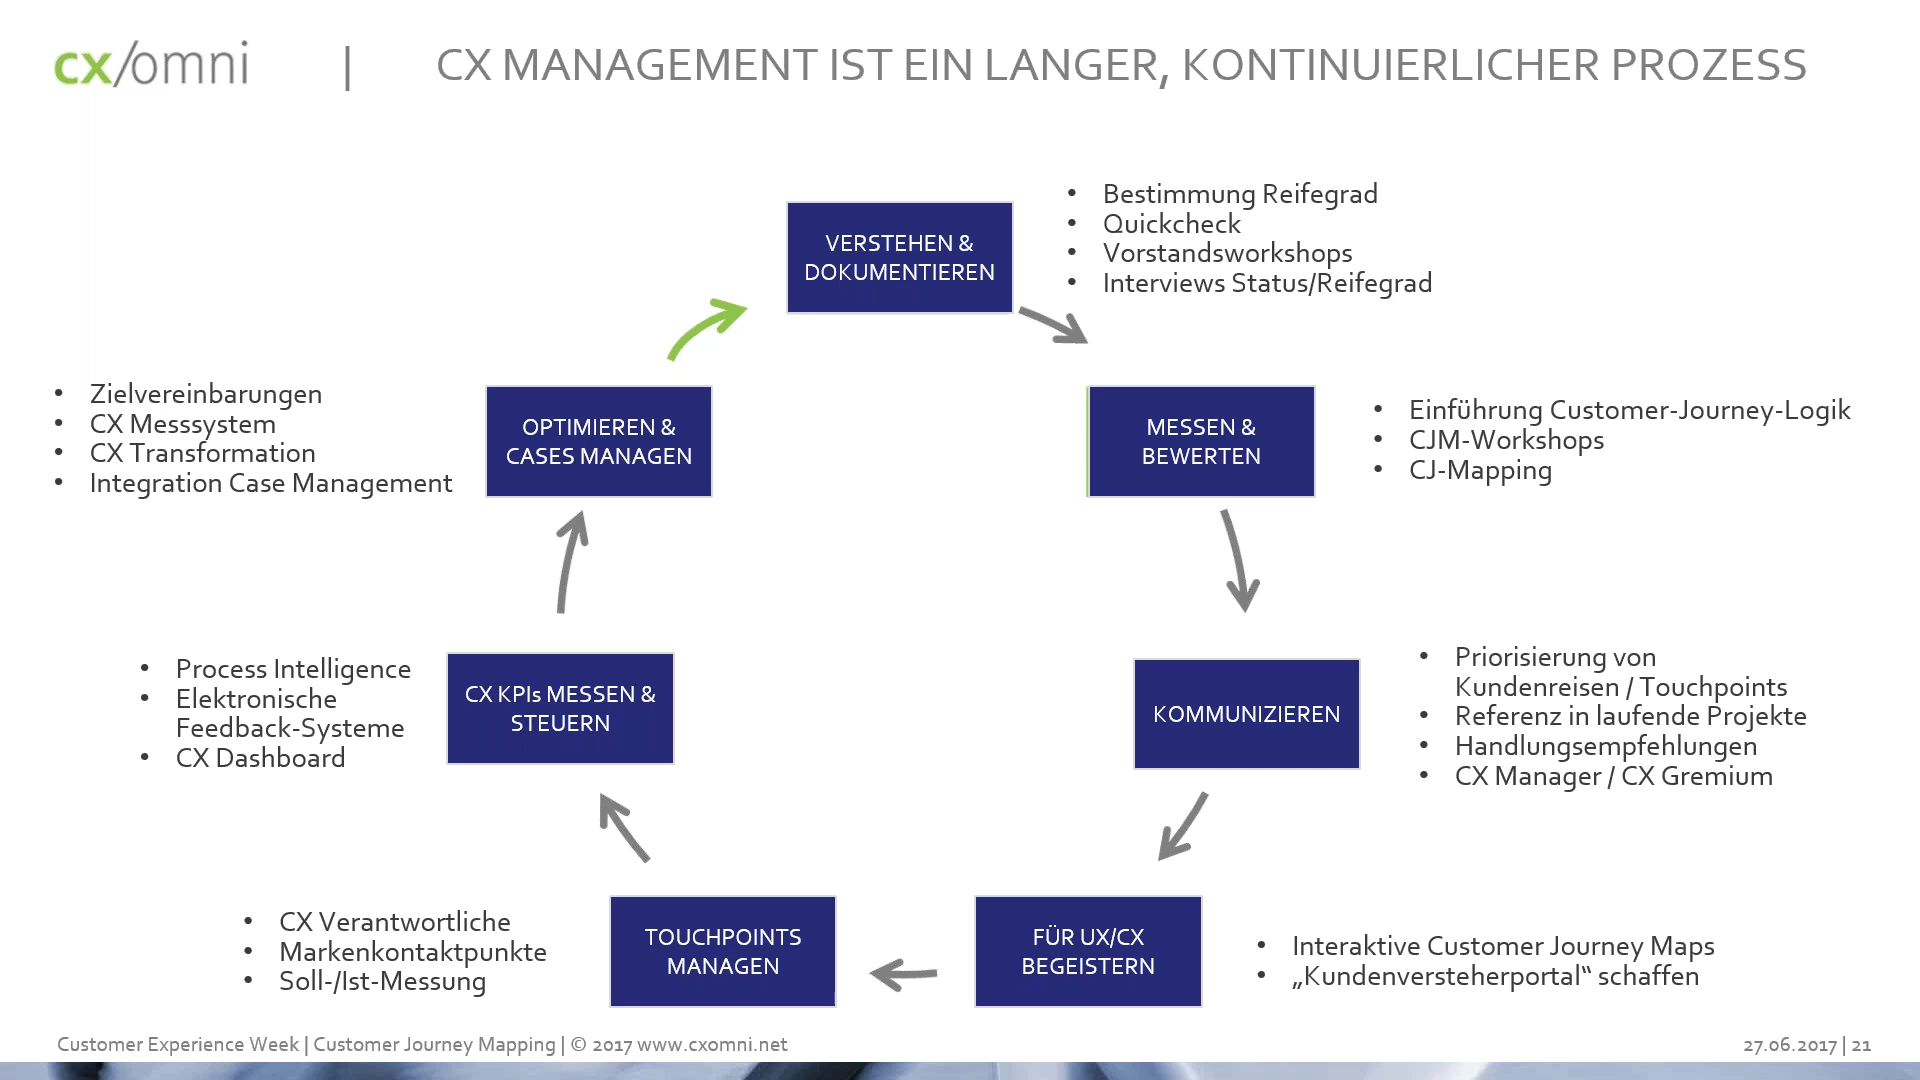 cx/omni | CX MANAGEMENT IST EIN LANGER, KONTINUIERLICHER PROZESS
VERSTEHEN &
DOKUMENTIEREN
• Bestimmung Reifegrad
• Quickcheck
• Vorstandsworkshops
• Interviews Status/Reifegrad
MESSEN &
BEWERTEN
• Einführung Customer-Journey-Logik
• CJM-Workshops
• CJ-Mapping
KOMMUNIZIEREN
• Priorisierung von
Kundenreisen / Touchpoints
• Referenz in laufende Projekte
• Handlungsempfehlungen
• CX Manager / CX Gremium
FÜR UX/CX
BEGEISTERN
• Interaktive Customer Journey Maps
• „Kundenversteherportal“ schaffen
TOUCHPOINTS
MANAGEN
• CX Verantwortliche
• Markenkontaktpunkte
• Soll-/Ist-Messung
CX KPIs MESSEN &
STEUERN
• Process Intelligence
• Elektronische
Feedback-Systeme
• CX Dashboard
OPTIMIEREN &
CASES MANAGEN
• Zielvereinbarungen
• CX Messsystem
• CX Transformation
• Integration Case Management
Customer Experience Week | Customer Journey Mapping | © 2017 www.cxomni.net
27.06.2017 | 21